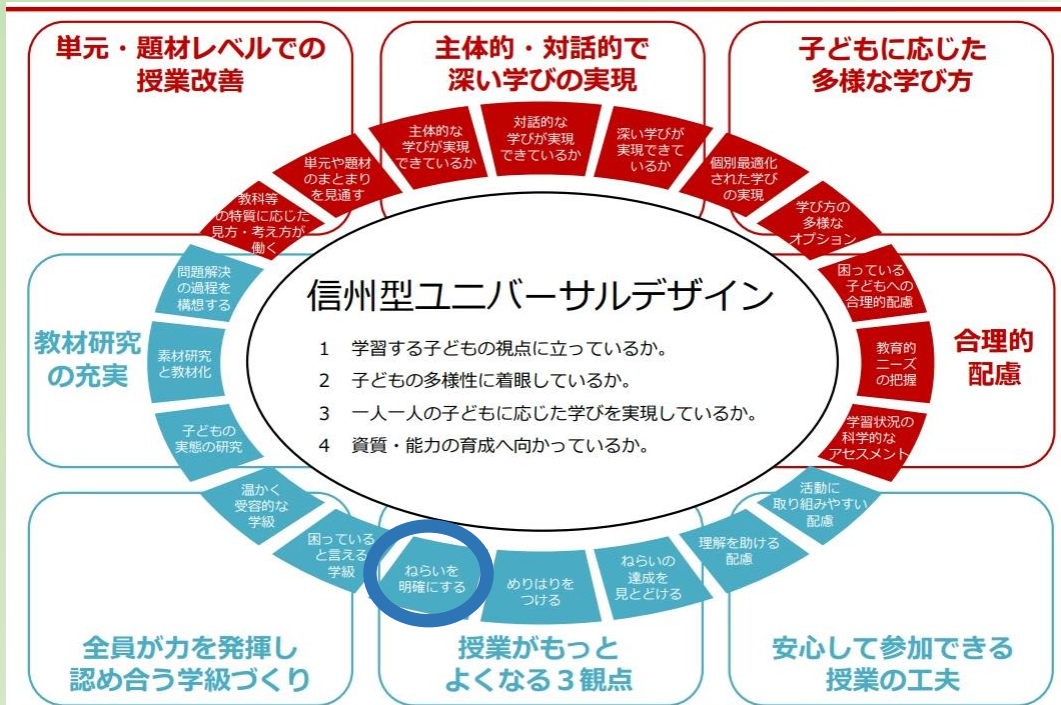 単元・題材レベルでの
授業改善
主体的・対話的で
深い学びの実現
子どもに応じた
多様な学び方
教科等
の特質に応じた
見方・考え方が
働く
単元や題材
のまとまり
を見通す
主体的な
学びが実現
できているか
対話的な
学びが実現
できているか
深い学びが
実現できて
いるか
個別最適化
された学び
の実現
学び方の
多様な
オプション
困っている
子どもへの
合理的配慮
教育的
ニーズ
の把握
学習状況の
科学的な
アセスメント
合理的
配慮
教材研究
の充実
問題解決
の過程を
構想する
素材研究
と教材化
子どもの
実態の研究
信州型ユニバーサルデザイン
1 学習する子どもの視点に立っているか。
2 子どもの多様性に着眼しているか。
3 一人一人の子どもに応じた学びを実現しているか。
4 資質・能力の育成へ向かっているか。
温かく
受容的な
学級
困っている
と言える
学級
ねらいを
明確にする
めりはりを
つける
ねらいの
達成を
見とどける
理解を助ける
配慮
活動に
取り組みやすい
配慮
全員が力を発揮し
認め合う学級づくり
授業がもっと
よくなる3観点
安心して参加できる
授業の工夫